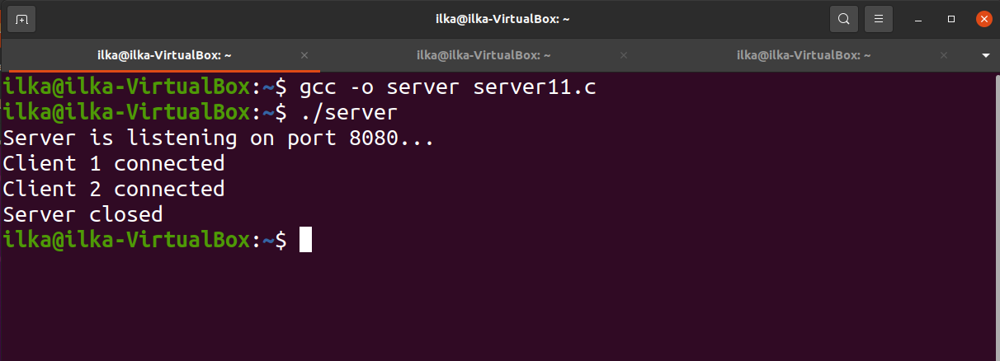 ilka@ilka-VirtualBox: ~
ilka@ilka-VirtualBox: ~ ilka@ilka-VirtualBox: ~ ilka@ilka-VirtualBox: ~
ilka@ilka-VirtualBox:~$ gcc -o server server11.c
ilka@ilka-VirtualBox:~$ ./server
Server is listening on port 8080...
Client 1 connected
Client 2 connected
Server closed
ilka@ilka-VirtualBox:~$